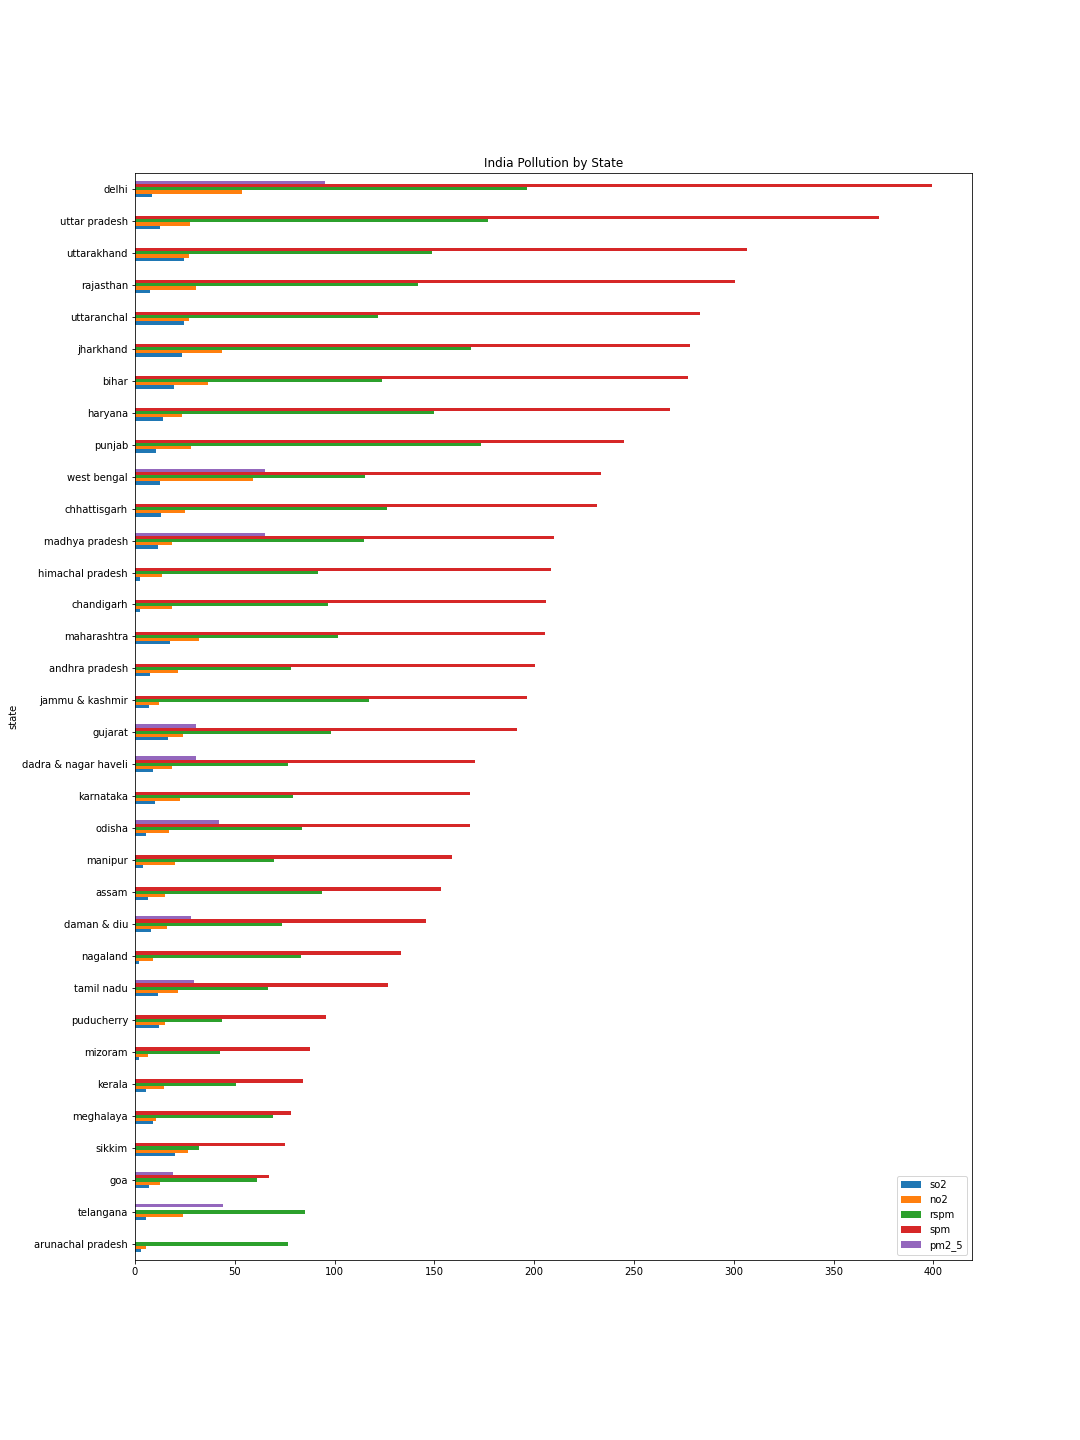 India Pollution by State
delhi
uttar pradesh
uttarakhand
rajasthan
uttaranchal
jharkhand
bihar
haryana
punjab
west bengal
chhattisgarh
madhya pradesh
himachal pradesh
chandigarh
maharashtra
andhra pradesh
jammu & kashmir
state
gujarat
dadra & nagar haveli
karnataka
odisha
manipur
assam
daman & diu
nagaland
tamil nadu
puducherry
mizoram
kerala
meghalaya
sikkim
goa
telangana
arunachal pradesh
so2
no2
rspm
spm
pm2_5
0 50 100 150 200 250 300 350 400